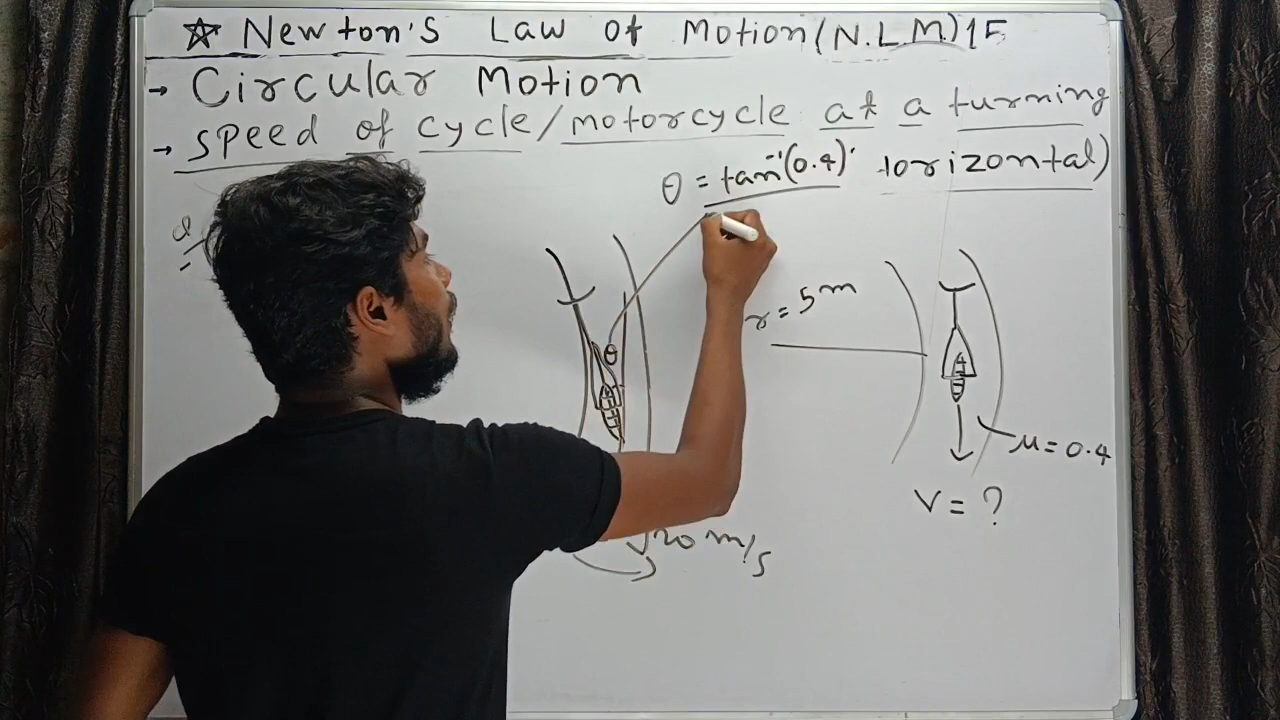 ☆ Newton's Law of Motion(N.L.M)15
→ Circular Motion
→ speed of cycle/motorcycle at a turning
θ = tan⁻¹(0.4)
r = 5m
θ
μ = 0.4
V = ?
√20 m/s